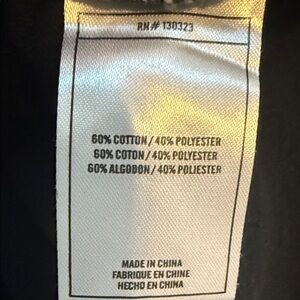 RN# 130323
60% COTTON / 40% POLYESTER
60% COTON / 40% POLYESTER
60% ALGODON / 40% POLIESTER
MADE IN CHINA
FABRIQUE EN CHINE
HECHO EN CHINA